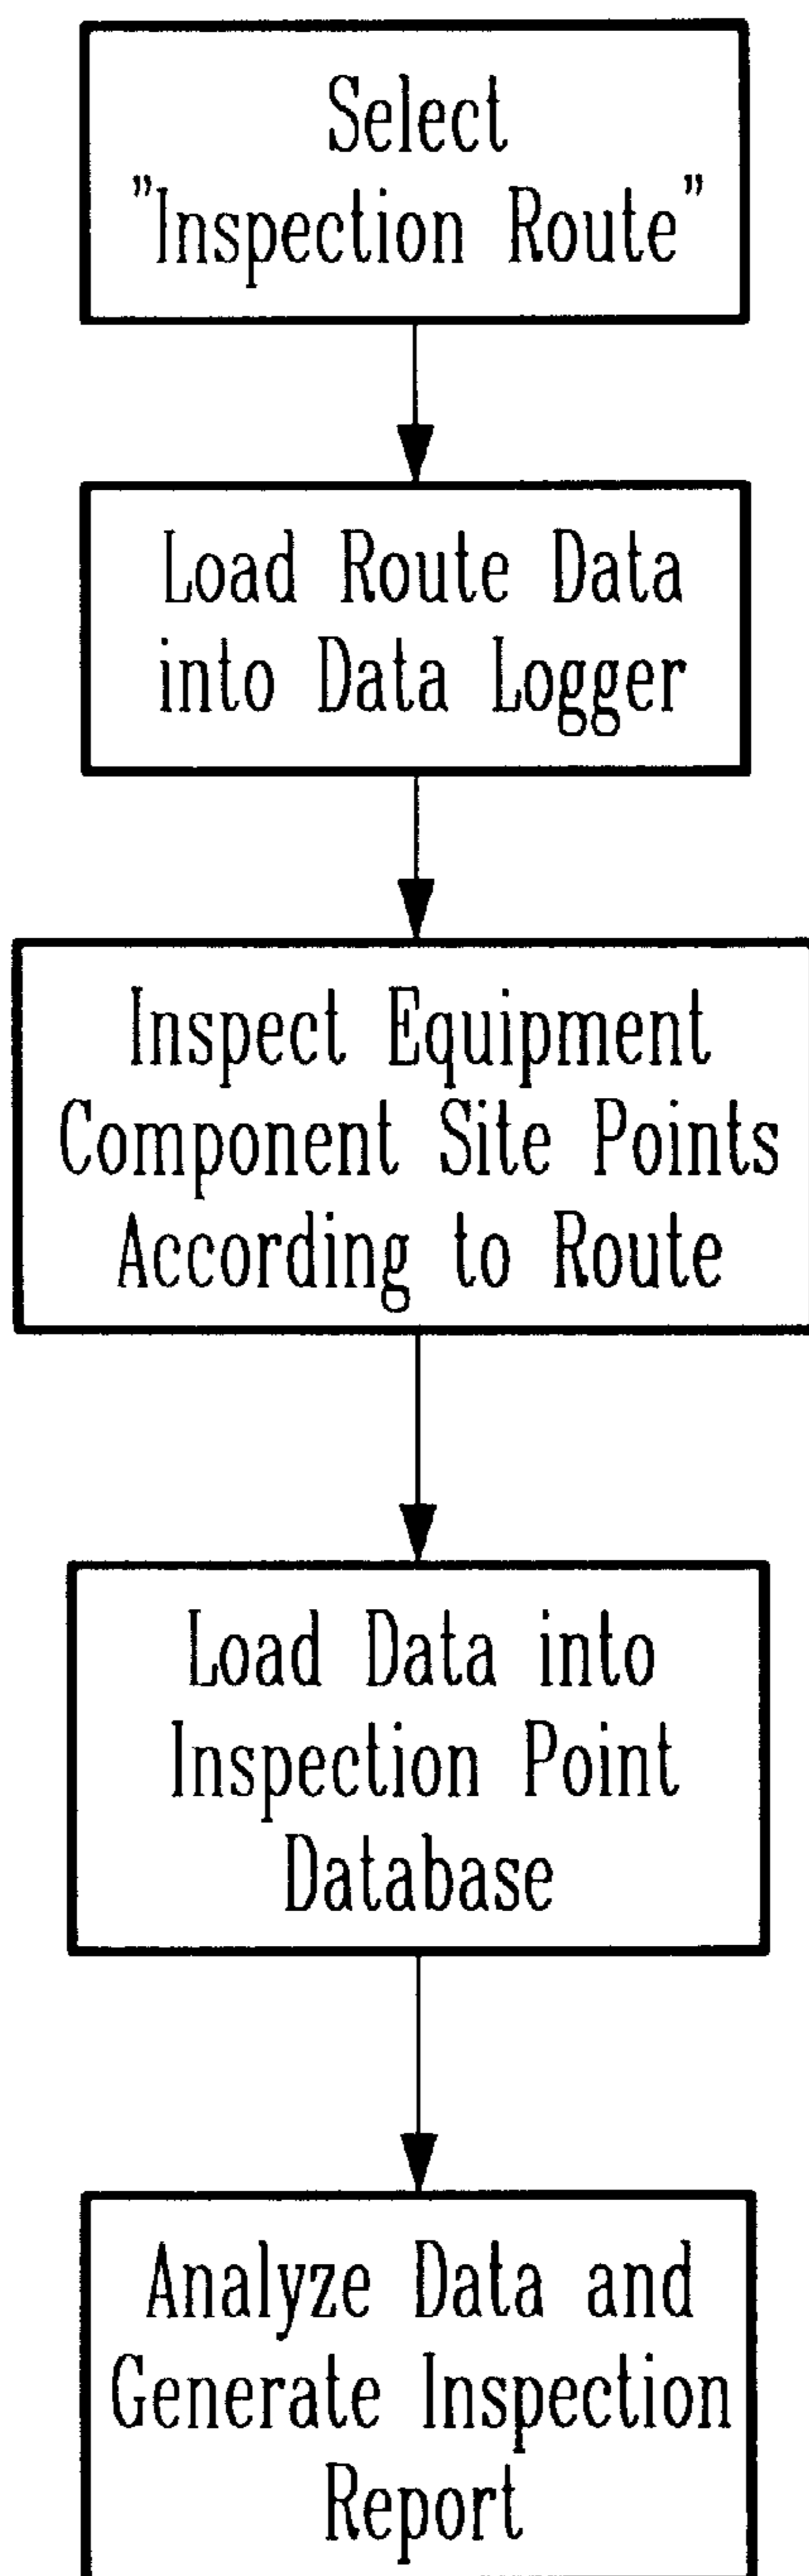 Select
"Inspection Route"
Load Route Data
into Data Logger
Inspect Equipment
Component Site Points
According to Route
Load Data into
Inspection Point
Database
Analyze Data and
Generate Inspection
Report